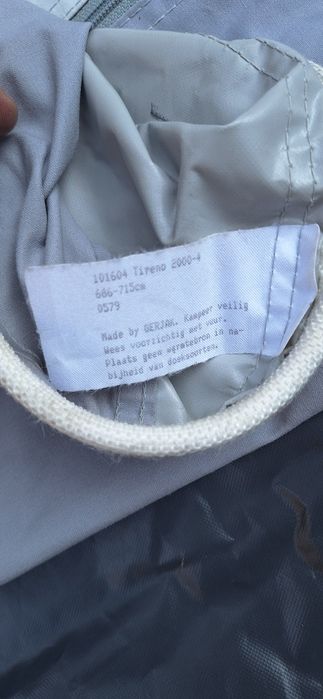 101604 Tireno 2000-4
686-715cm
0579
Made by GERJAK. Kampeer veilig
Wees voorzichtig met vuur.
Plaats geen warmtebron in na-
bijheid van doeksoorten.